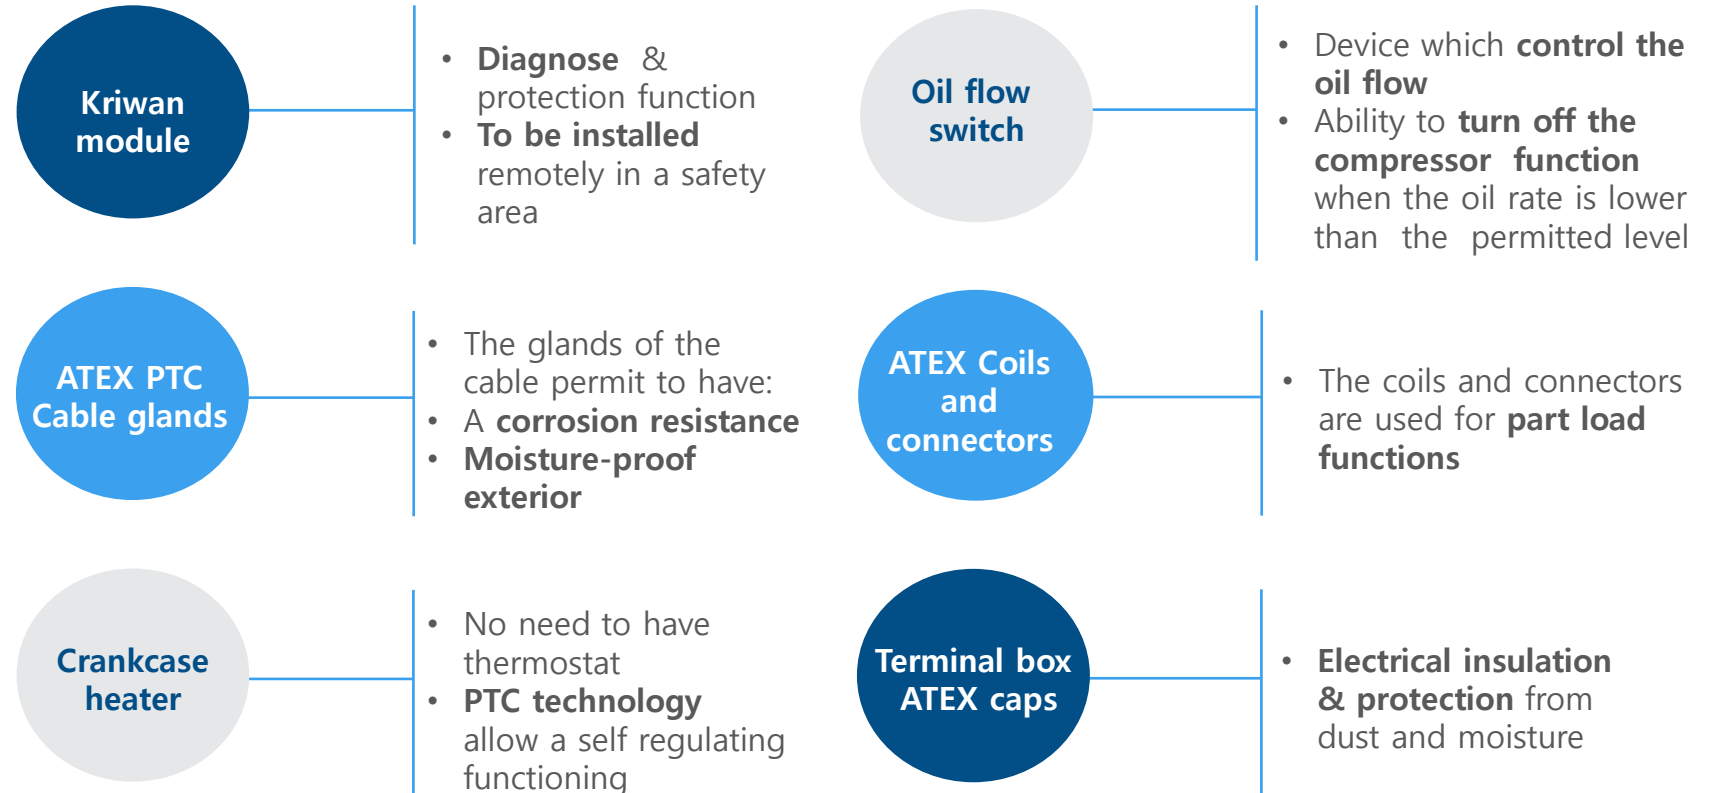 Kriwan
module
• Diagnose &
protection function
• To be installed
remotely in a safety
area
Oil flow
switch
• Device which control the
oil flow
• Ability to turn off the
compressor function
when the oil rate is lower
than the permitted level
ATEX PTC
Cable glands
• The glands of the
cable permit to have:
• A corrosion resistance
• Moisture-proof
exterior
ATEX Coils
and
connectors
• The coils and connectors
are used for part load
functions
Crankcase
heater
• No need to have
thermostat
• PTC technology
allow a self regulating
functioning
Terminal box
ATEX caps
• Electrical insulation
& protection from
dust and moisture